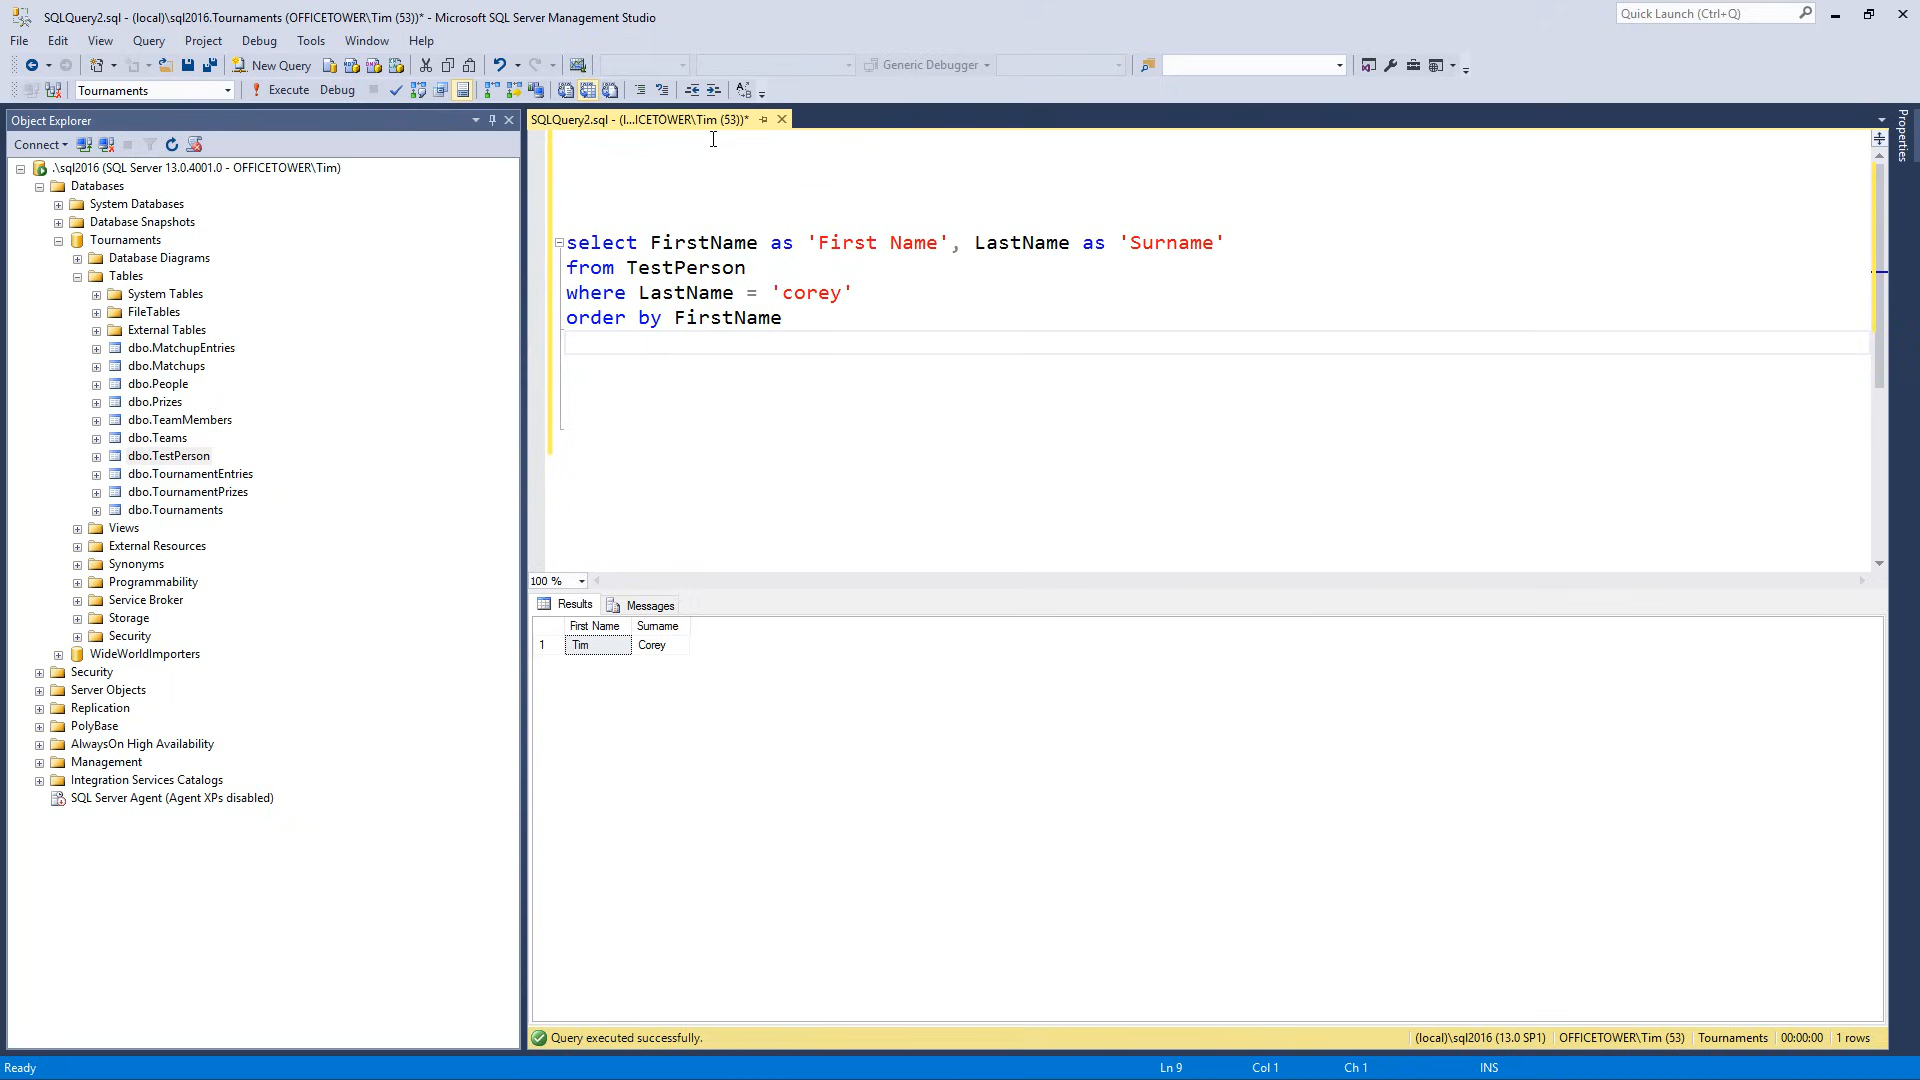 SQLQuery2.sql - (local)\sql2016.Tournaments (OFFICETOWER\Tim (53))* - Microsoft SQL Server Management Studio
Quick Launch (Ctrl+Q)
File Edit View Query Project Debug Tools Window Help
New Query
Generic Debugger
Tournaments
Execute Debug
Object Explorer
SQLQuery2.sql - (l...ICETOWER\Tim (53))*
Properties
Connect
.\sql2016 (SQL Server 13.0.4001.0 - OFFICETOWER\Tim)
Databases
System Databases
Database Snapshots
Tournaments
Database Diagrams
Tables
System Tables
FileTables
External Tables
dbo.MatchupEntries
dbo.Matchups
dbo.People
dbo.Prizes
dbo.TeamMembers
dbo.Teams
dbo.TestPerson
dbo.TournamentEntries
dbo.TournamentPrizes
dbo.Tournaments
Views
External Resources
Synonyms
Programmability
Service Broker
Storage
Security
WideWorldImporters
Security
Server Objects
Replication
PolyBase
AlwaysOn High Availability
Management
Integration Services Catalogs
SQL Server Agent (Agent XPs disabled)
select FirstName as 'First Name', LastName as 'Surname'
from TestPerson
where LastName = 'corey'
order by FirstName
100 %
Results Messages
First Name Surname
1 Tim Corey
Query executed successfully.
(local)\sql2016 (13.0 SP1) OFFICETOWER\Tim (53) Tournaments 00:00:00 1 rows
Ready Ln 9 Col 1 Ch 1 INS